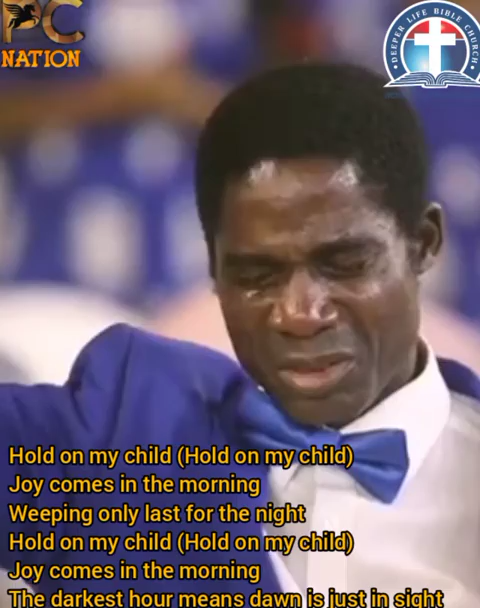 PC
NATION
DEEPER LIFE BIBLE CHURCH
Hold on my child (Hold on my child)
Joy comes in the morning
Weeping only last for the night
Hold on my child (Hold on my child)
Joy comes in the morning
The darkest hour means dawn is just in sight